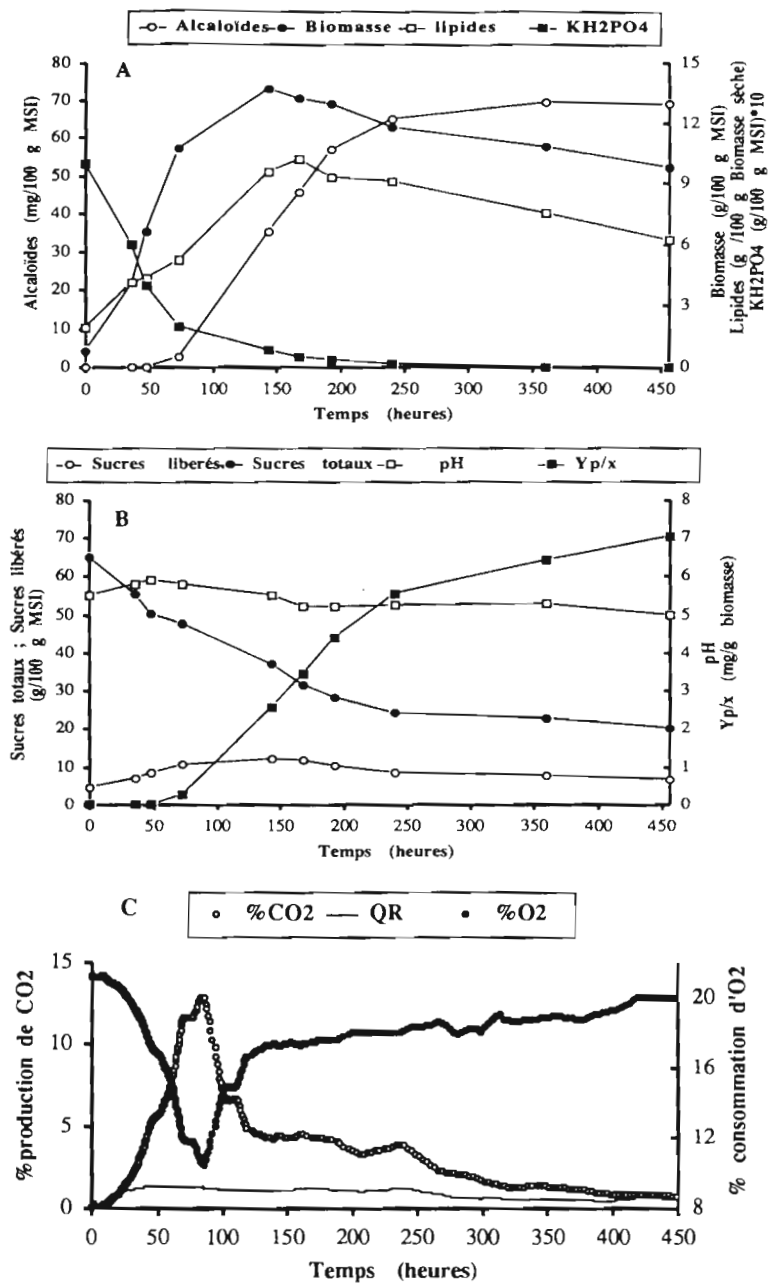 Alcaloïdes Biomasse lipides KH2PO4
A
Alcaloïdes (mg/100 g MSI)
80
70
60
50
40
30
20
10
0
15
12
9
6
3
0
Biomasse (g/100 g MSI)
Lipides (g /100 g Biomasse sèche)
KH2PO4 (g/100 g MSI)*10
0 50 100 150 200 250 300 350 400 450
Temps (heures)
Sucres libérés Sucres totaux pH Yp/x
B
Sucres totaux ; Sucres libérés
(g/100 g MSI)
80
70
60
50
40
30
20
10
0
8
7
6
5
4
3
2
1
0
pH
Yp/x (mg/g biomasse)
0 50 100 150 200 250 300 350 400 450
Temps (heures)
C
%CO2 QR %O2
%production de CO2
15
10
5
0
20
16
12
8
% consommation d'O2
0 50 100 150 200 250 300 350 400 450
Temps (heures)